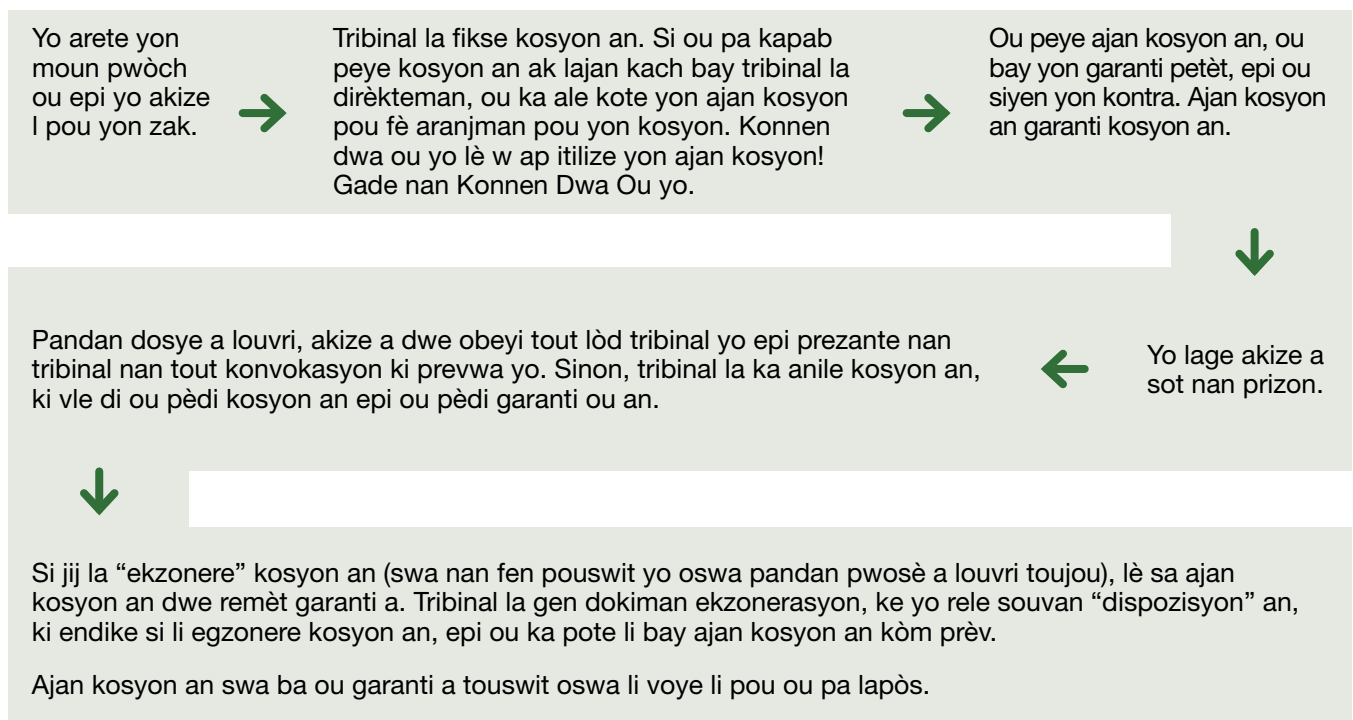 Yo arete yon
moun pwòch
ou epi yo akize
l pou yon zak.
Tribinal la fikse kosyon an. Si ou pa kapab
peye kosyon an ak lajan kach bay tribinal la
dirèkteman, ou ka ale kote yon ajan kosyon
pou fè aranjman pou yon kosyon. Konnen
dwa ou yo lè w ap itilize yon ajan kosyon!
Gade nan Konnen Dwa Ou yo.
Ou peye ajan kosyon an, ou
bay yon garanti petèt, epi ou
siyen yon kontra. Ajan kosyon
an garanti kosyon an.
Yo lage akize a
sot nan prizon.
Pandan dosye a louvri, akize a dwe obeyi tout lòd tribinal yo epi prezante nan
tribinal nan tout konvokasyon ki prevwa yo. Sinon, tribinal la ka anile kosyon an,
ki vle di ou pèdi kosyon an epi ou pèdi garanti ou an.
Si jij la “ekzonere” kosyon an (swa nan fen pouswit yo oswa pandan pwosè a louvri toujou), lè sa ajan
kosyon an dwe remèt garanti a. Tribinal la gen dokiman ekzonerasyon, ke yo rele souvan “dispozisyon” an,
ki endike si li egzonere kosyon an, epi ou ka pote li bay ajan kosyon an kòm prèv.
Ajan kosyon an swa ba ou garanti a touswit oswa li voye li pou ou pa lapòs.